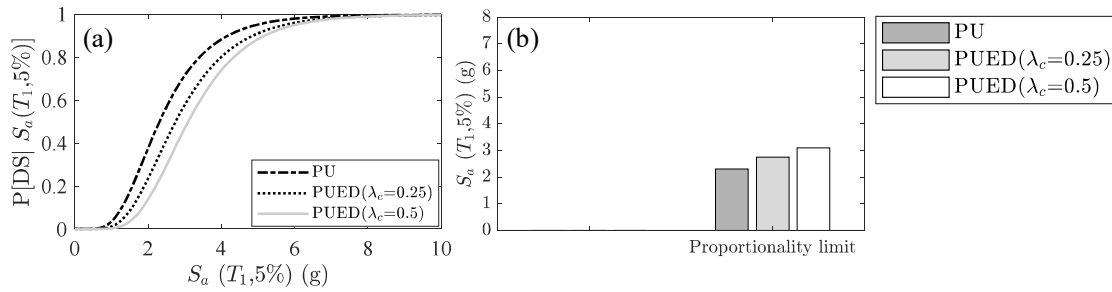 (a)
P[DS| S_a(T_1,5%)]
1
0.8
0.6
0.4
0.2
0
0 2 4 6 8 10
S_a (T_1,5%) (g)
PU
PUED(λ_c=0.25)
PUED(λ_c=0.5)
(b)
S_a (T_1,5%) (g)
8
7
6
5
4
3
2
1
0
Proportionality limit
PU
PUED(λ_c=0.25)
PUED(λ_c=0.5)